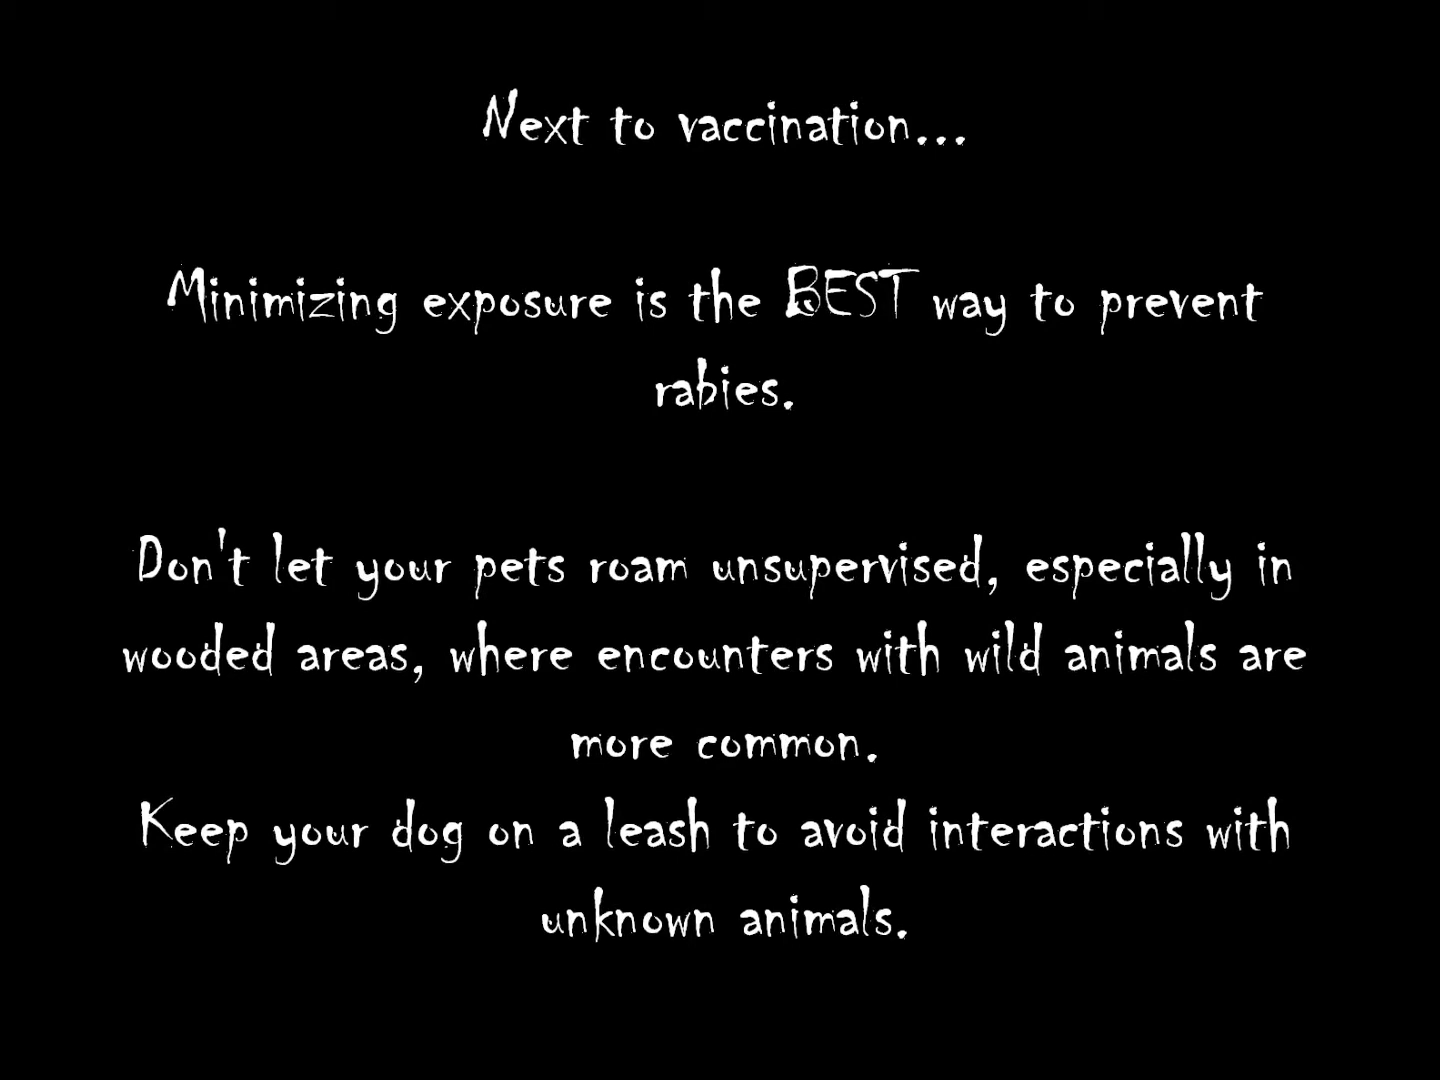 Next to vaccination...
Minimizing exposure is the BEST way to prevent
rabies.
Don't let your pets roam unsupervised, especially in
wooded areas, where encounters with wild animals are
more common.
Keep your dog on a leash to avoid interactions with
unknown animals.